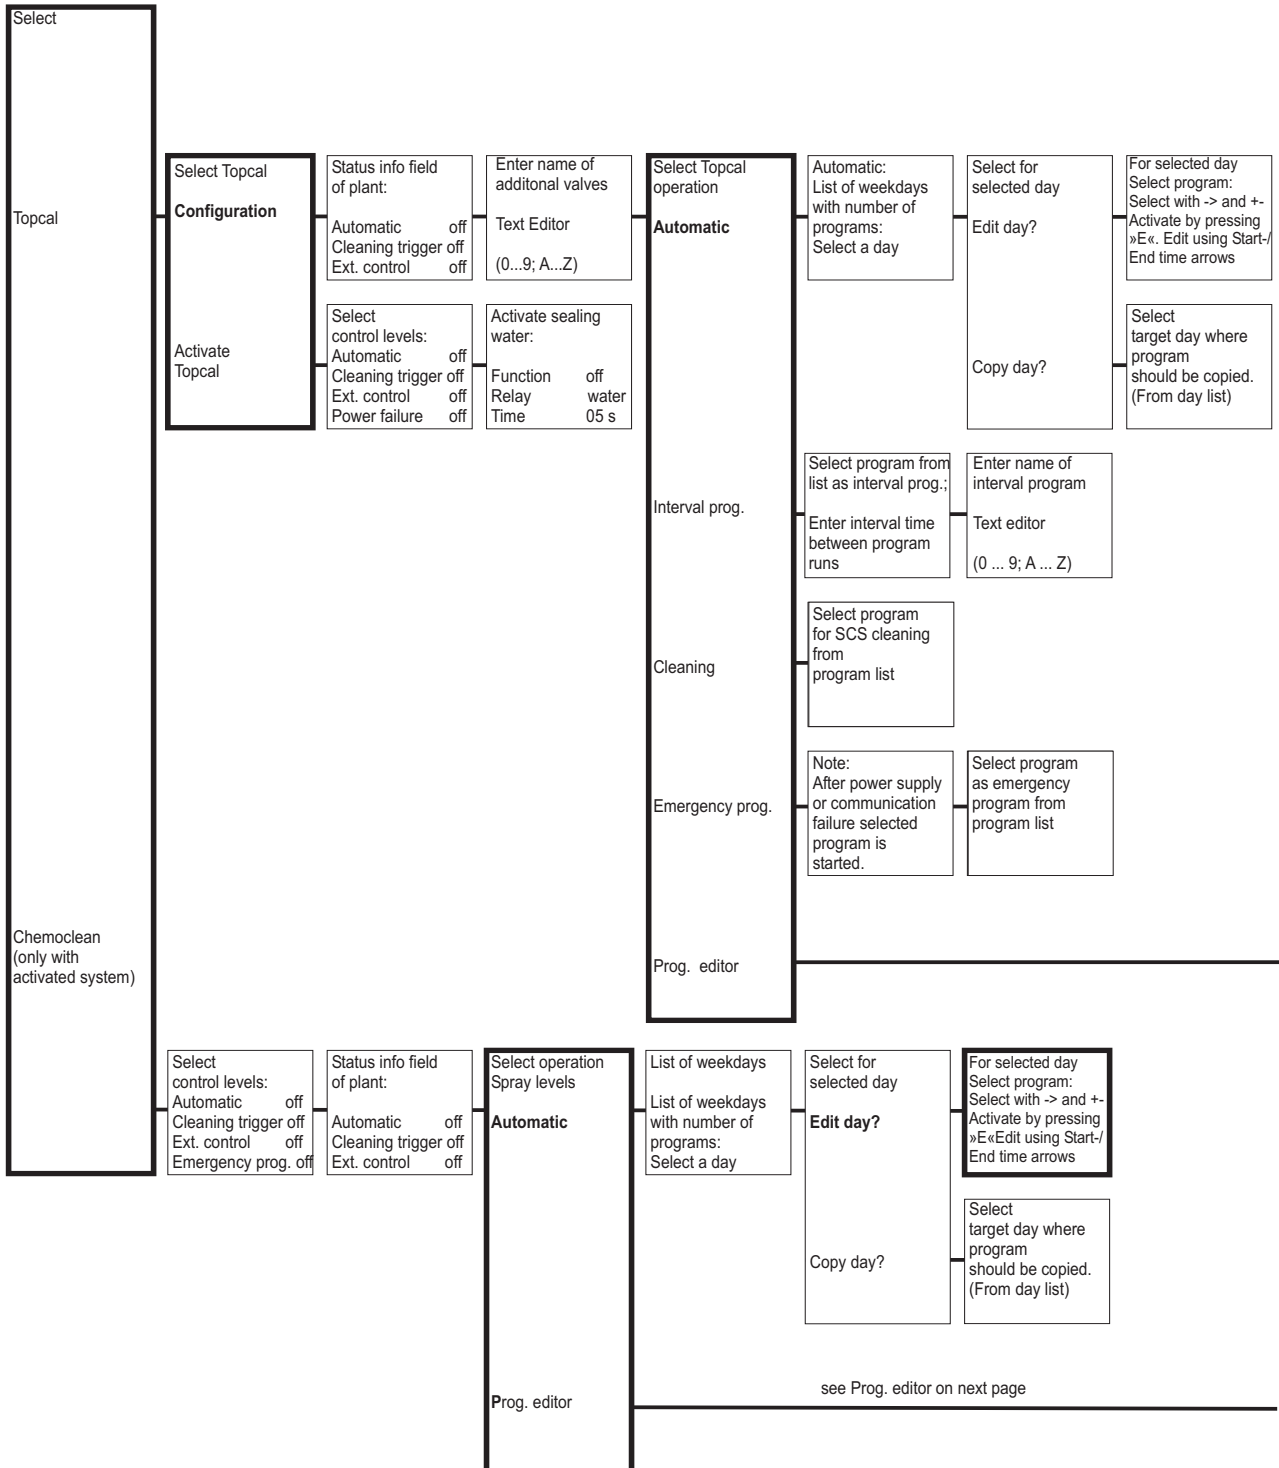 Select
Topcal
Chemoclean
(only with
activated system)
Select Topcal
Configuration
Activate
Topcal
Status info field
of plant:
Automatic off
Cleaning trigger off
Ext. control off
Enter name of
additonal valves
Text Editor
(0...9; A...Z)
Select
control levels:
Automatic off
Cleaning trigger off
Ext. control off
Power failure off
Activate sealing
water:
Function off
Relay water
Time 05 s
Select Topcal
operation
Automatic
Interval prog.
Cleaning
Emergency prog.
Prog. editor
Automatic:
List of weekdays
with number of
programs:
Select a day
Select for
selected day
Edit day?
Copy day?
For selected day
Select program:
Select with -> and +-
Activate by pressing
»E«. Edit using Start-/
End time arrows
Select
target day where
program
should be copied.
(From day list)
Select program from
list as interval prog.;
Enter interval time
between program
runs
Enter name of
interval program
Text editor
(0 ... 9; A ... Z)
Select program
for SCS cleaning
from
program list
Note:
After power supply
or communication
failure selected
program is
started.
Select program
as emergency
program from
program list
Select
control levels:
Automatic off
Cleaning trigger off
Ext. control off
Emergency prog. off
Status info field
of plant:
Automatic off
Cleaning trigger off
Ext. control off
Select operation
Spray levels
Automatic
Prog. editor
List of weekdays
List of weekdays
with number of
programs:
Select a day
Select for
selected day
Edit day?
Copy day?
For selected day
Select program:
Select with -> and +-
Activate by pressing
»E«Edit using Start-/
End time arrows
Select
target day where
program
should be copied.
(From day list)
see Prog. editor on next page